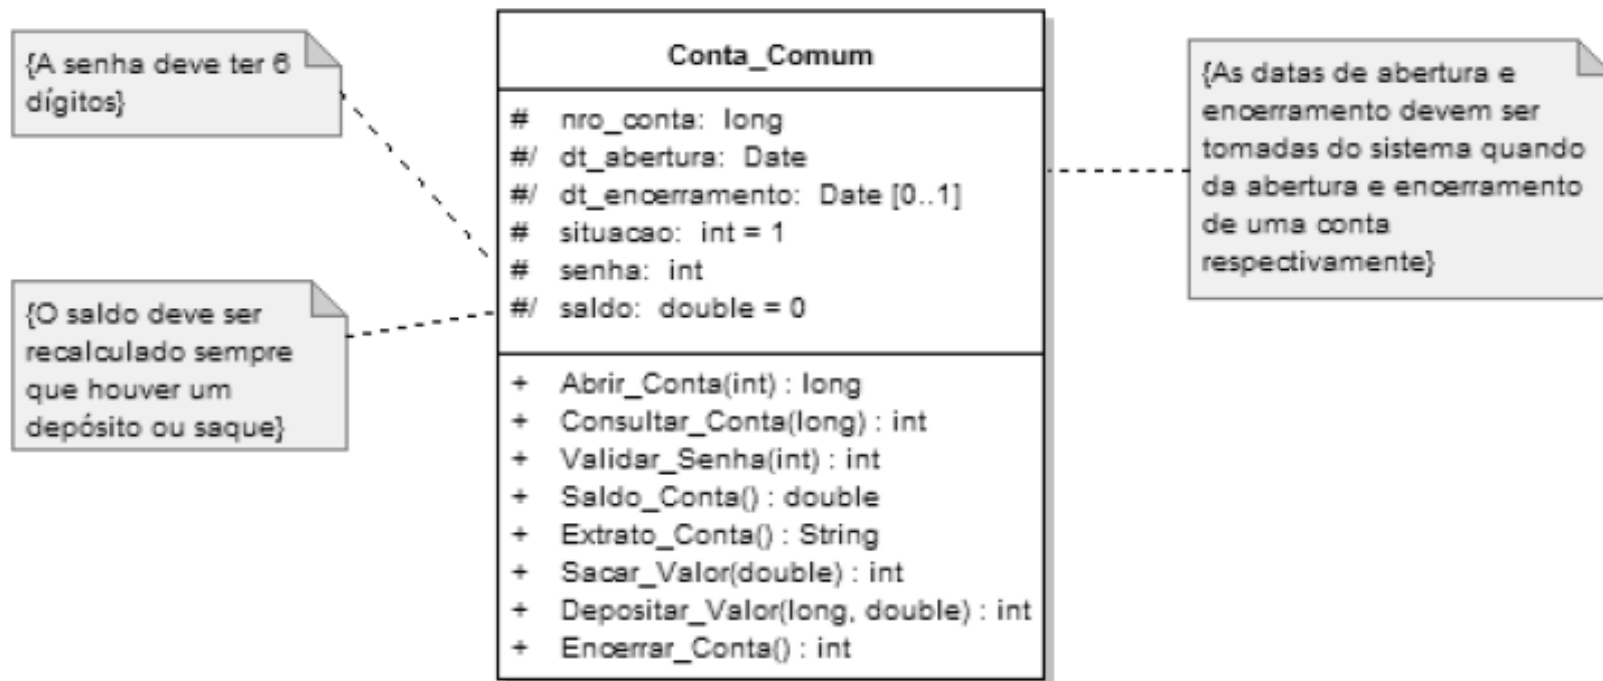 {A senha deve ter 6
dígitos}
{O saldo deve ser
recalculado sempre
que houver um
depósito ou saque}
Conta_Comum
# nro_conta: long
#/ dt_abertura: Date
#/ dt_encerramento: Date [0..1]
# situacao: int = 1
# senha: int
#/ saldo: double = 0
+ Abrir_Conta(int) : long
+ Consultar_Conta(long) : int
+ Validar_Senha(int) : int
+ Saldo_Conta() : double
+ Extrato_Conta() : String
+ Sacar_Valor(double) : int
+ Depositar_Valor(long, double) : int
+ Encerrar_Conta() : int
{As datas de abertura e
encerramento devem ser
tomadas do sistema quando
da abertura e encerramento
de uma conta
respectivamente}